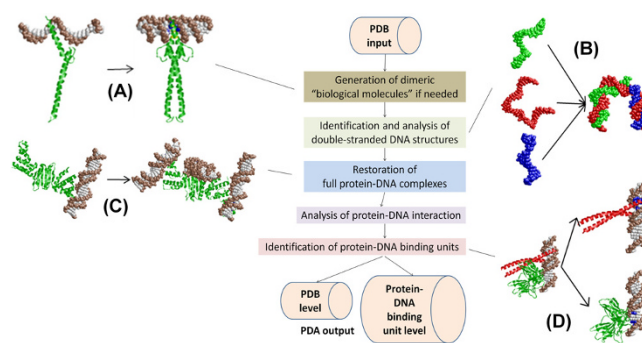 PDB
input
(A)
(B)
Generation of dimeric
“biological molecules” if needed
Identification and analysis of
double-stranded DNA structures
Restoration of
full protein-DNA complexes
(C)
Analysis of protein-DNA interaction
Identification of protein-DNA binding units
PDB
level
Protein-
DNA
binding
unit level
PDA output
(D)